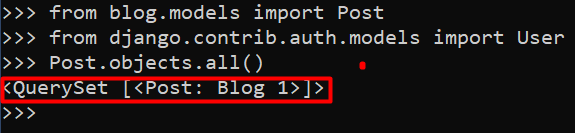 >>> from blog.models import Post
>>> from django.contrib.auth.models import User
>>> Post.objects.all()
<QuerySet [<Post: Blog 1>]>
>>>